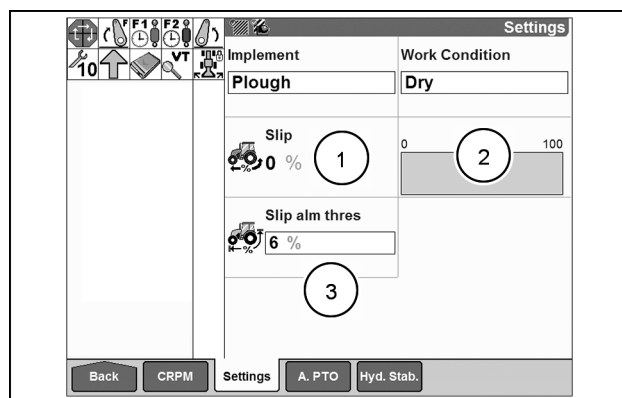 F F1 F2
VT
10
Settings
Implement
Work Condition
Plough
Dry
Slip
0 %
1
0 100
2
Slip alm thres
6 %
3
Back
CRPM
Settings
A. PTO
Hyd. Stab.